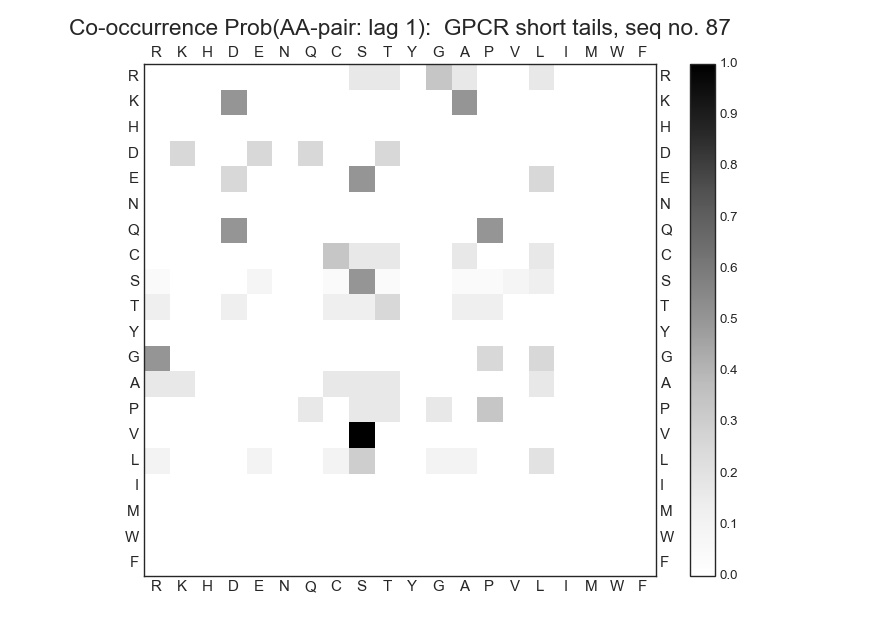 Co-occurrence Prob(AA-pair: lag 1):  GPCR short tails, seq no. 87
R K H D E N Q C S T Y G A P V L I M W F
R R
K K
H H
D D
E E
N N
Q Q
C C
S S
T T
Y Y
G G
A A
P P
V V
L L
I I
M M
W W
F F
R K H D E N Q C S T Y G A P V L I M W F
1.0
0.9
0.8
0.7
0.6
0.5
0.4
0.3
0.2
0.1
0.0